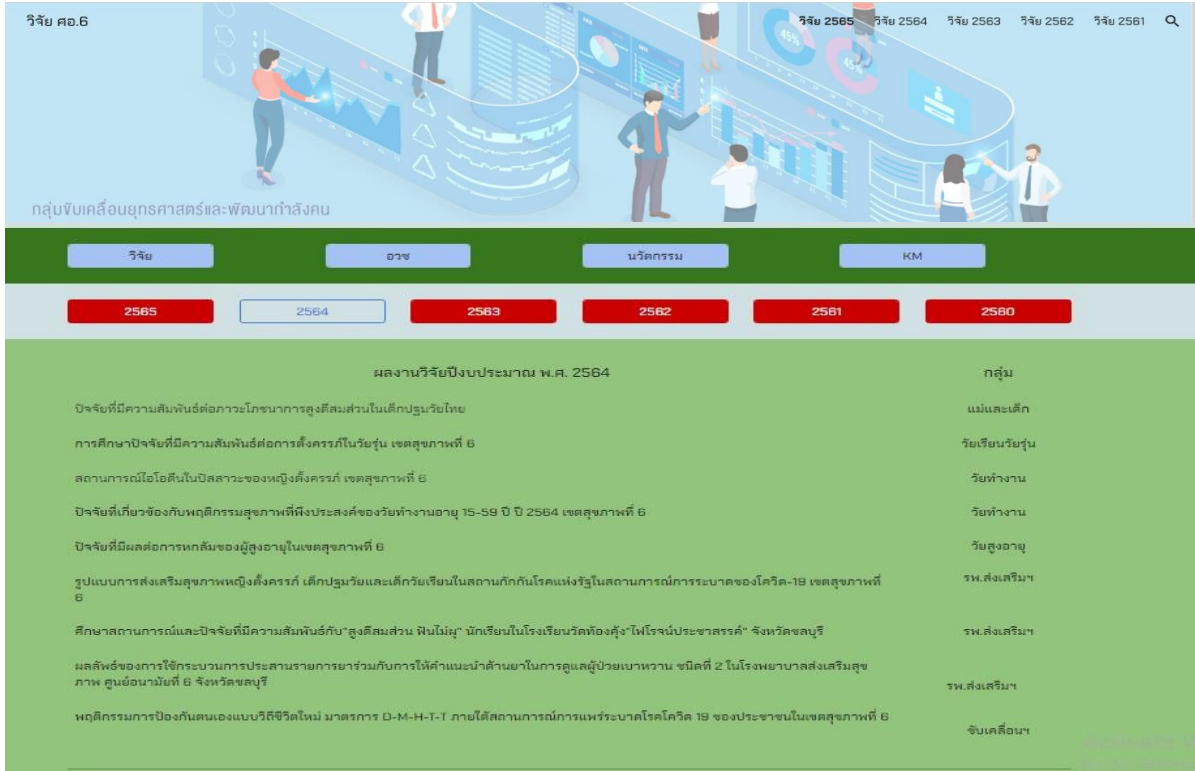 วิจัย ศอ.6
วิจัย 2565 วิจัย 2564 วิจัย 2563 วิจัย 2562 วิจัย 2561
45%
45%
กลุ่มขับเคลื่อนยุทธศาสตร์และพัฒนากำลังคน
วิจัย อวช นวัตกรรม KM
2565 2564 2563 2562 2561 2560
ผลงานวิจัยปีงบประมาณ พ.ศ. 2564 กลุ่ม
ปัจจัยที่มีความสัมพันธ์ต่อภาวะโภชนาการสูงดีสมส่วนในเด็กปฐมวัยไทย แม่และเด็ก
การศึกษาปัจจัยที่มีความสัมพันธ์ต่อการตั้งครรภ์ในวัยรุ่น เขตสุขภาพที่ 6 วัยเรียนวัยรุ่น
สถานการณ์ไอโอดีนในปัสสาวะของหญิงตั้งครรภ์ เขตสุขภาพที่ 6 วัยทำงาน
ปัจจัยที่เกี่ยวข้องกับพฤติกรรมสุขภาพที่พึงประสงค์ของวัยทำงานอายุ 15-59 ปี ปี 2564 เขตสุขภาพที่ 6 วัยทำงาน
ปัจจัยที่มีผลต่อการหกล้มของผู้สูงอายุในเขตสุขภาพที่ 6 วัยสูงอายุ
รูปแบบการส่งเสริมสุขภาพหญิงตั้งครรภ์ เด็กปฐมวัยและเด็กวัยเรียนในสถานกักกันโรคแห่งรัฐในสถานการณ์การระบาดของโควิด-19 เขตสุขภาพที่ รพ.ส่งเสริมฯ
6
ศึกษาสถานการณ์และปัจจัยที่มีความสัมพันธ์กับ"สูงดีสมส่วน ฟันไม่ผุ" นักเรียนในโรงเรียนวัดท้องคุ้ง"ไพโรจน์ประชาสรรค์" จังหวัดชลบุรี รพ.ส่งเสริมฯ
ผลลัพธ์ของการใช้กระบวนการประสานรายการยาร่วมกับการให้คำแนะนำด้านยาในการดูแลผู้ป่วยเบาหวาน ชนิดที่ 2 ในโรงพยาบาลส่งเสริมสุข
ภาพ ศูนย์อนามัยที่ 6 จังหวัดชลบุรี รพ.ส่งเสริมฯ
พฤติกรรมการป้องกันตนเองแบบวิถีชีวิตใหม่ มาตรการ D-M-H-T-T ภายใต้สถานการณ์การแพร่ระบาดโรคโควิด 19 ของประชาชนในเขตสุขภาพที่ 6
ขับเคลื่อนฯ